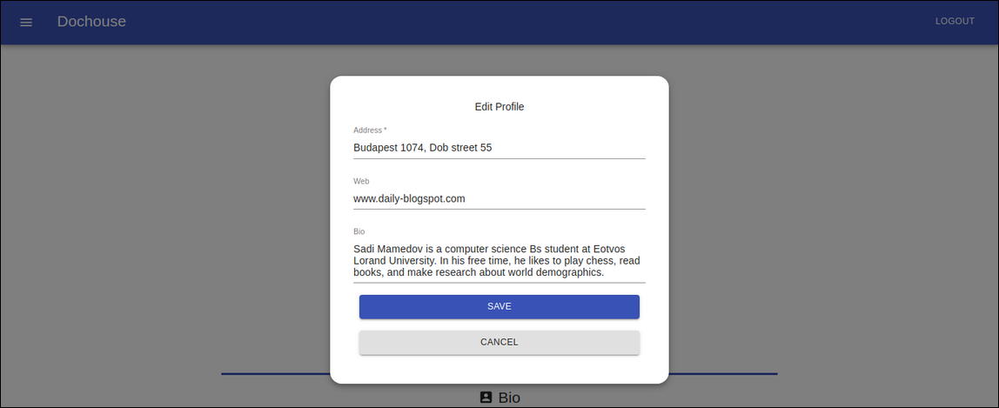 Dochouse
LOGOUT
Edit Profile
Address *
Budapest 1074, Dob street 55
Web
www.daily-blogspot.com
Bio
Sadi Mamedov is a computer science Bs student at Eotvos
Lorand University. In his free time, he likes to play chess, read
books, and make research about world demographics.
SAVE
CANCEL
Bio